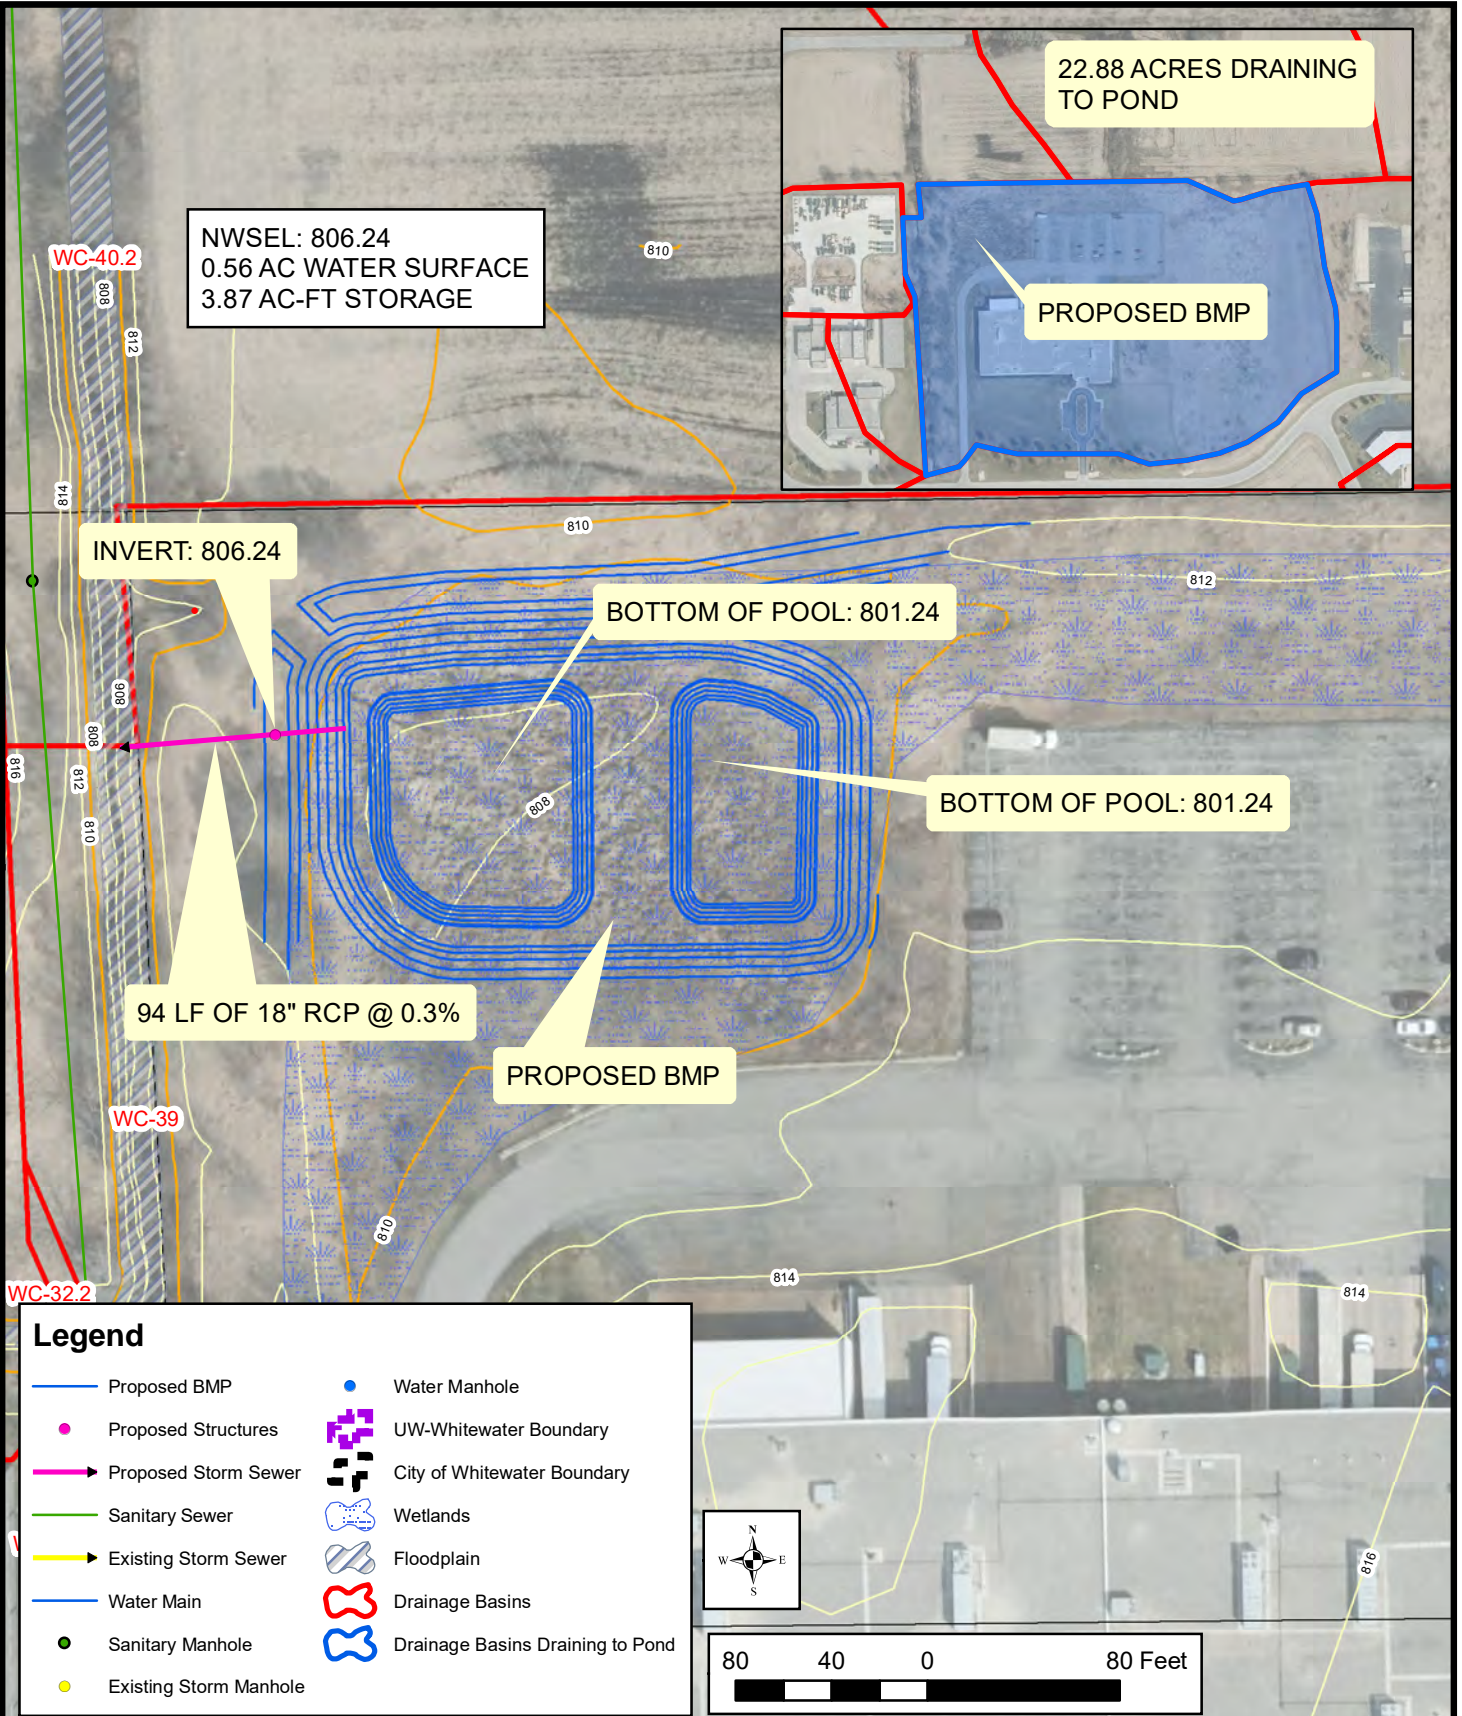 22.88 ACRES DRAINING
TO POND
PROPOSED BMP
NWSEL: 806.24
0.56 AC WATER SURFACE
3.87 AC-FT STORAGE
WC-40.2
808
812
810
814
810
INVERT: 806.24
812
BOTTOM OF POOL: 801.24
906
808
816
812
810
808
BOTTOM OF POOL: 801.24
94 LF OF 18" RCP @ 0.3%
PROPOSED BMP
WC-39
810
814
814
WC-32.2
816
Legend
Proposed BMP
Proposed Structures
Proposed Storm Sewer
Sanitary Sewer
Existing Storm Sewer
Water Main
Sanitary Manhole
Existing Storm Manhole
Water Manhole
UW-Whitewater Boundary
City of Whitewater Boundary
Wetlands
Floodplain
Drainage Basins
Drainage Basins Draining to Pond
N
W E
S
80 40 0 80 Feet